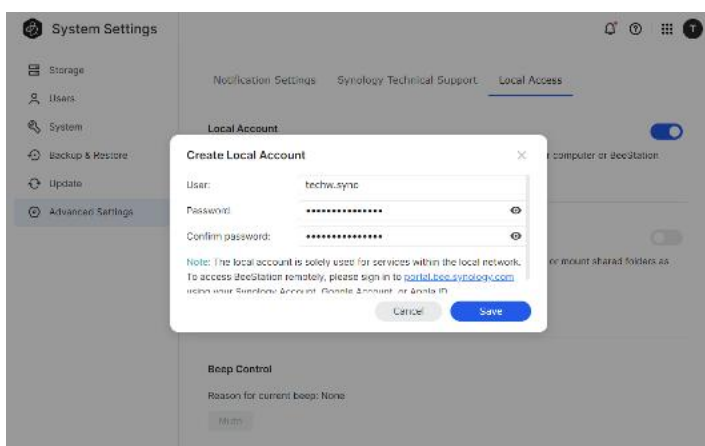 System Settings
T
Storage
Users
System
Backup & Restore
Update
Advanced Settings
Notification Settings
Synology Technical Support
Local Access
Local Account
computer or BeeStation
Create Local Account
User:
techw.sync
Password:
•••••••••••••••
Confirm password:
•••••••••••••••
Note: The local account is solely used for services within the local network.
To access BeeStation remotely, please sign in to portal.bee.synology.com
using your Synology Account, Google Account, or Apple ID
Cancel
Save
or mount shared folders as
Beep Control
Reason for current beep: None
Mute